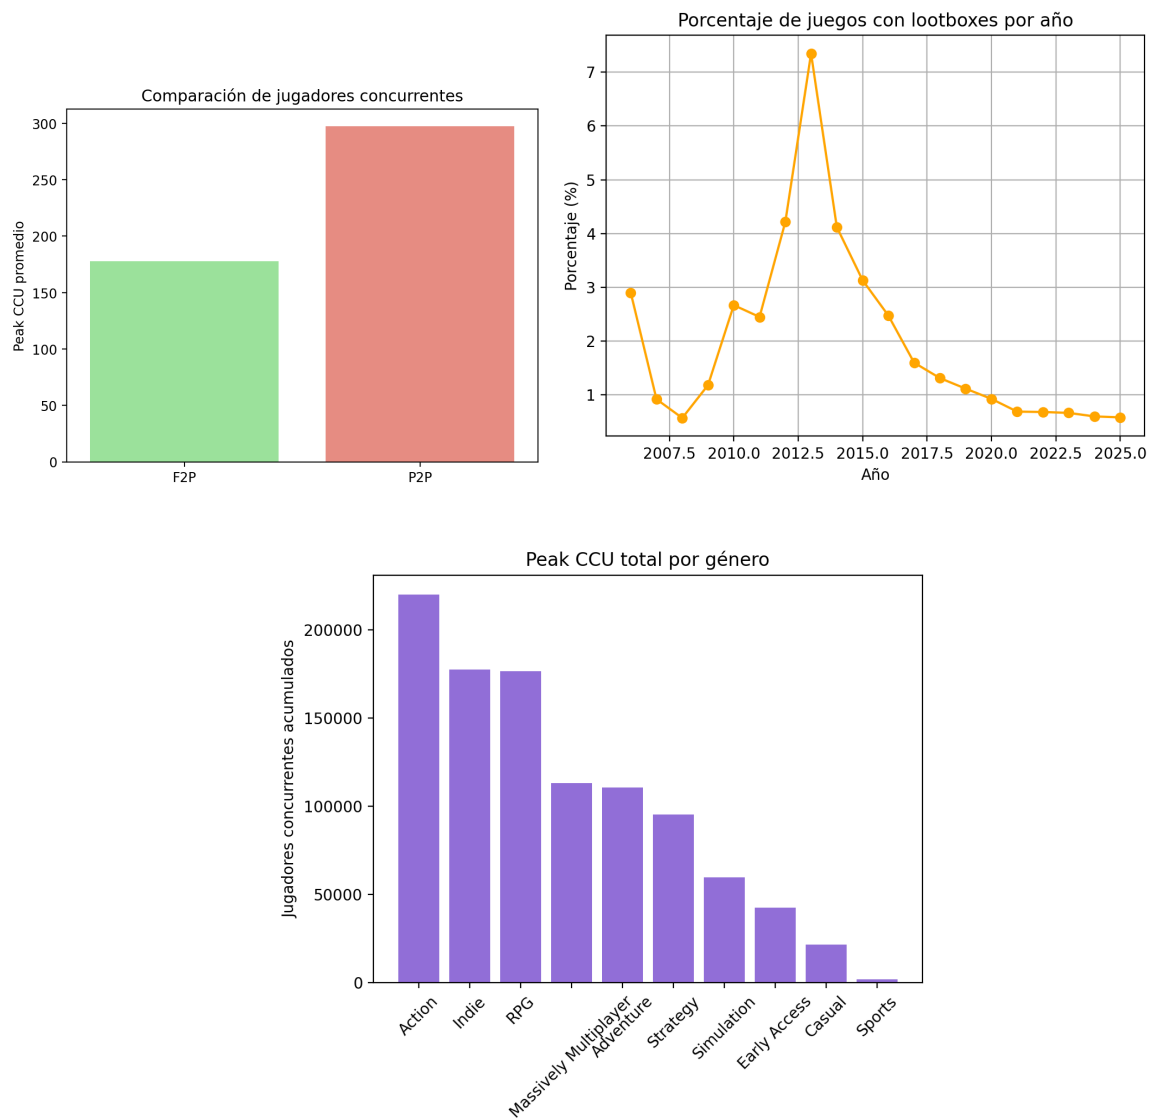 Comparación de jugadores concurrentes
Peak CCU promedio
300
250
200
150
100
50
0
F2P
P2P
Porcentaje de juegos con lootboxes por año
Porcentaje (%)
7
6
5
4
3
2
1
2007.5
2010.0
2012.5
2015.0
2017.5
2020.0
2022.5
2025.0
Año
Peak CCU total por género
Jugadores concurrentes acumulados
200000
150000
100000
50000
0
Action
Indie
RPG
Massively Multiplayer
Adventure
Strategy
Simulation
Early Access
Casual
Sports